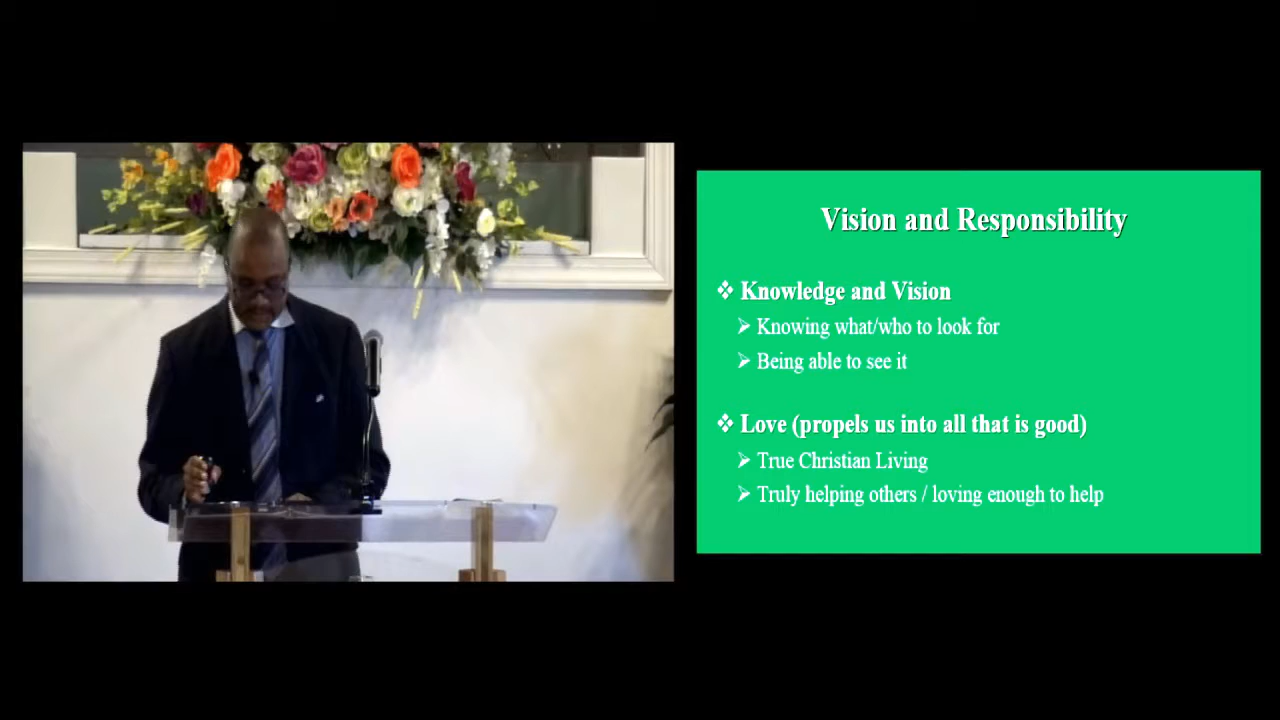 Vision and Responsibility
❖ Knowledge and Vision
➢ Knowing what/who to look for
➢ Being able to see it
❖ Love (propels us into all that is good)
➢ True Christian Living
➢ Truly helping others / loving enough to help